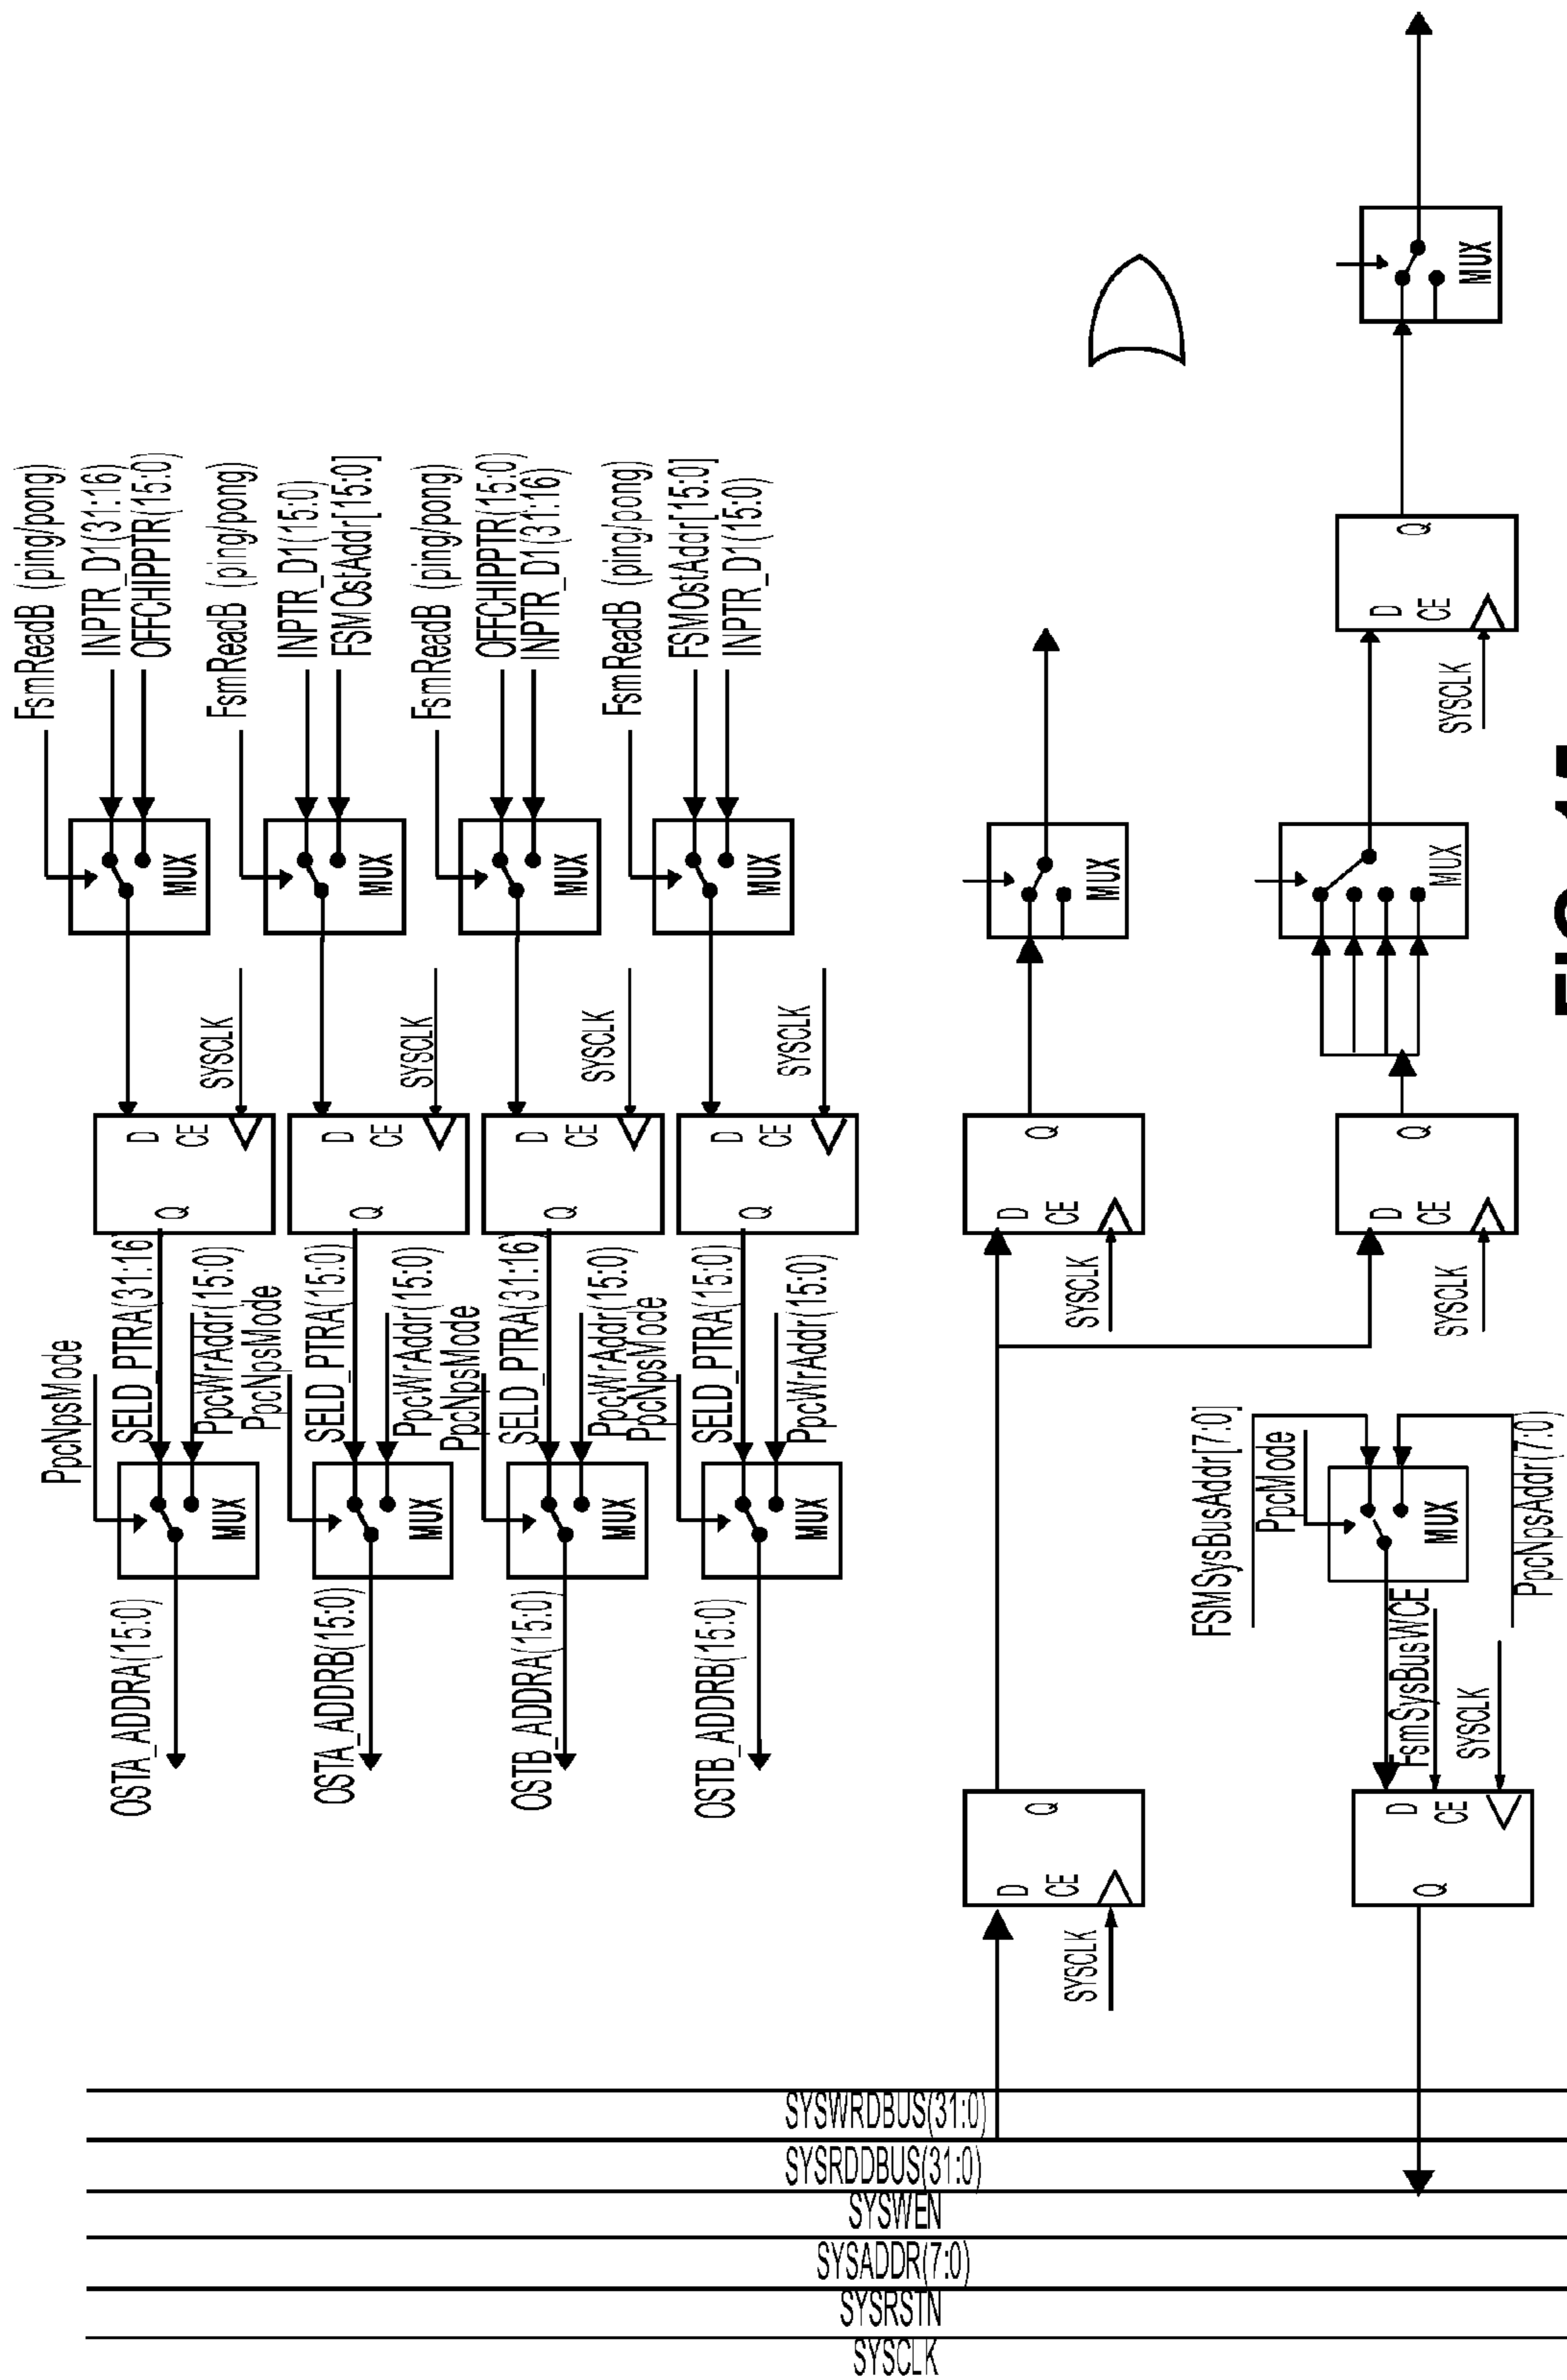 FsmReadB (ping/pong)
INPTR_D1(31:16)
OFFCHIPPTR(15:0)
MUX
SYSCLK
D
CE
Q
SELD_PTRA(31:16)
PpcWrAddr(15:0)
PpcNpsMode
MUX
OSTA_ADDRA(15:0)
FsmReadB (ping/pong)
INPTR_D1(15:0)
FSMOstAddr[15:0]
MUX
SYSCLK
D
CE
Q
SELD_PTRA(15:0)
PpcWrAddr(15:0)
PpcNpsMode
MUX
OSTA_ADDRB(15:0)
FsmReadB (ping/pong)
OFFCHIPPTR(15:0)
INPTR_D1(31:16)
MUX
SYSCLK
D
CE
Q
SELD_PTRA(31:16)
PpcWrAddr(15:0)
PpcNpsMode
MUX
OSTB_ADDRA(15:0)
FsmReadB (ping/pong)
FSMOstAddr[15:0]
INPTR_D1(15:0)
MUX
SYSCLK
D
CE
Q
SELD_PTRA(15:0)
PpcWrAddr(15:0)
PpcNpsMode
MUX
OSTB_ADDRB(15:0)
D
CE
Q
SYSCLK
D
CE
Q
SYSCLK
MUX
D
CE
Q
SYSCLK
MUX
D
CE
Q
SYSCLK
MUX
FSMSysBusAddr[7:0]
PpcMode
MUX
PpcNpsAddr(7:0)
FsmSysBusWCE
SYSCLK
D
CE
Q
SYSWRDBUS(31:0)
SYSRDDBUS(31:0)
SYSWEN
SYSADDR(7:0)
SYSRSTN
SYSCLK